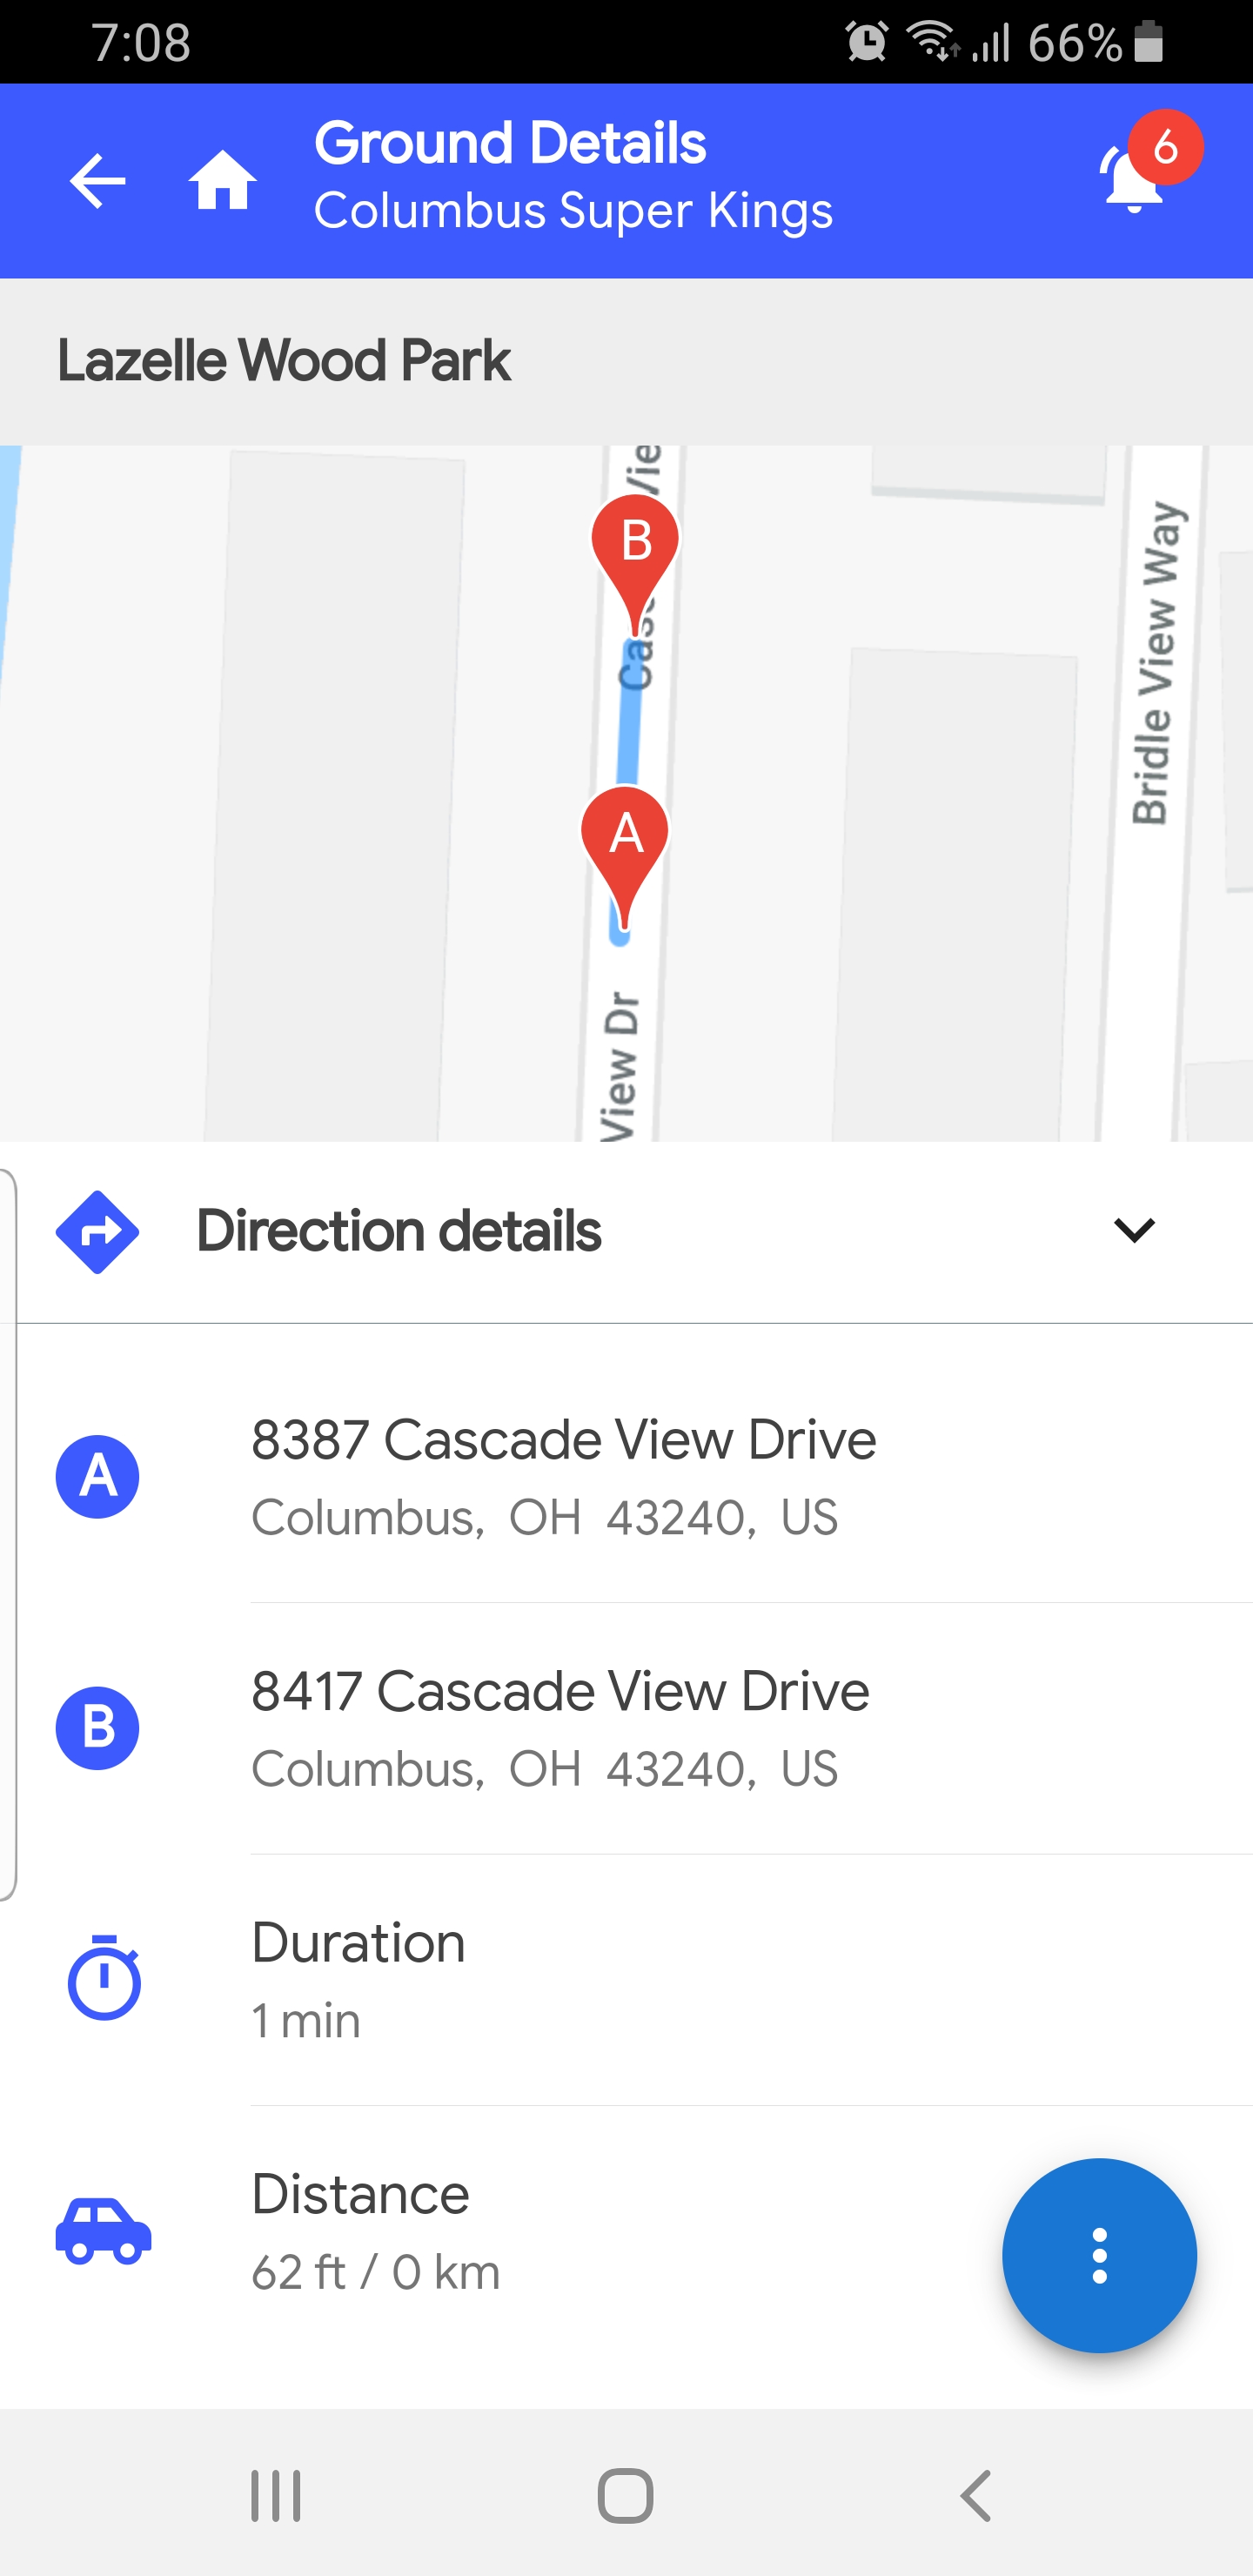 7:08
66%
Ground Details
6
Columbus Super Kings
Lazelle Wood Park
Vie
B
Cas
Bridle View Way
A
View Dr
Direction details
A
8387 Cascade View Drive
Columbus, OH 43240, US
B
8417 Cascade View Drive
Columbus, OH 43240, US
Duration
1 min
Distance
62 ft / 0 km